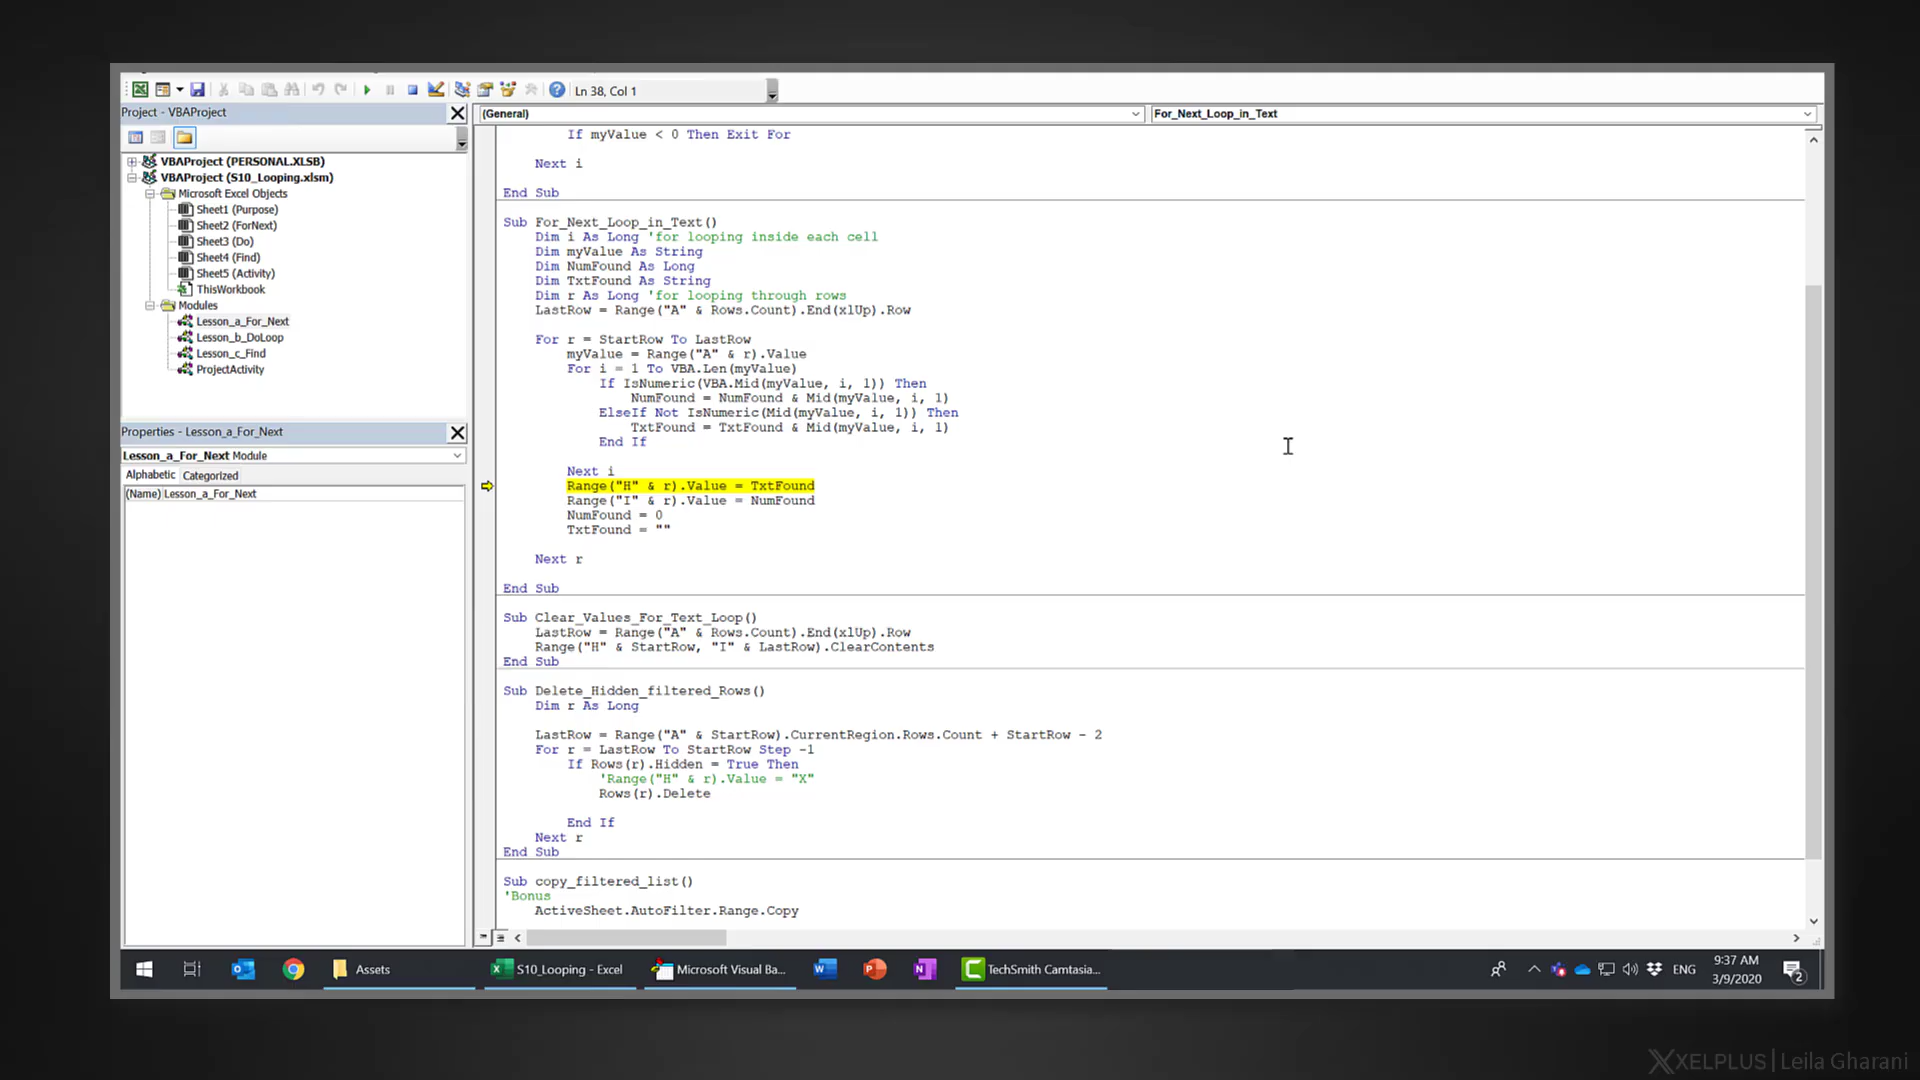 Ln 38, Col 1
Project - VBAProject
VBAProject (PERSONAL.XLSB)
VBAProject (S10_Looping.xlsm)
Microsoft Excel Objects
Sheet1 (Purpose)
Sheet2 (ForNext)
Sheet3 (Do)
Sheet4 (Find)
Sheet5 (Activity)
ThisWorkbook
Modules
Lesson_a_For_Next
Lesson_b_DoLoop
Lesson_c_Find
ProjectActivity
Properties - Lesson_a_For_Next
Lesson_a_For_Next Module
Alphabetic Categorized
(Name) Lesson_a_For_Next
(General) For_Next_Loop_in_Text
If myValue < 0 Then Exit For
Next i
End Sub
Sub For_Next_Loop_in_Text()
Dim i As Long 'for looping inside each cell
Dim myValue As String
Dim NumFound As Long
Dim TxtFound As String
Dim r As Long 'for looping through rows
LastRow = Range("A" & Rows.Count).End(xlUp).Row
For r = StartRow To LastRow
myValue = Range("A" & r).Value
For i = 1 To VBA.Len(myValue)
If IsNumeric(VBA.Mid(myValue, i, 1)) Then
NumFound = NumFound & Mid(myValue, i, 1)
ElseIf Not IsNumeric(Mid(myValue, i, 1)) Then
TxtFound = TxtFound & Mid(myValue, i, 1)
End If
Next i
Range("H" & r).Value = TxtFound
Range("I" & r).Value = NumFound
NumFound = 0
TxtFound = ""
Next r
End Sub
Sub Clear_Values_For_Text_Loop()
LastRow = Range("A" & Rows.Count).End(xlUp).Row
Range("H" & StartRow, "I" & LastRow).ClearContents
End Sub
Sub Delete_Hidden_filtered_Rows()
Dim r As Long
LastRow = Range("A" & StartRow).CurrentRegion.Rows.Count + StartRow - 2
For r = LastRow To StartRow Step -1
If Rows(r).Hidden = True Then
'Range("H" & r).Value = "X"
Rows(r).Delete
End If
Next r
End Sub
Sub copy_filtered_list()
'Bonus
ActiveSheet.AutoFilter.Range.Copy
Assets
S10_Looping - Excel
Microsoft Visual Ba...
TechSmith Camtasia...
ENG
9:37 AM
3/9/2020
2
XELPLUS | Leila Gharani